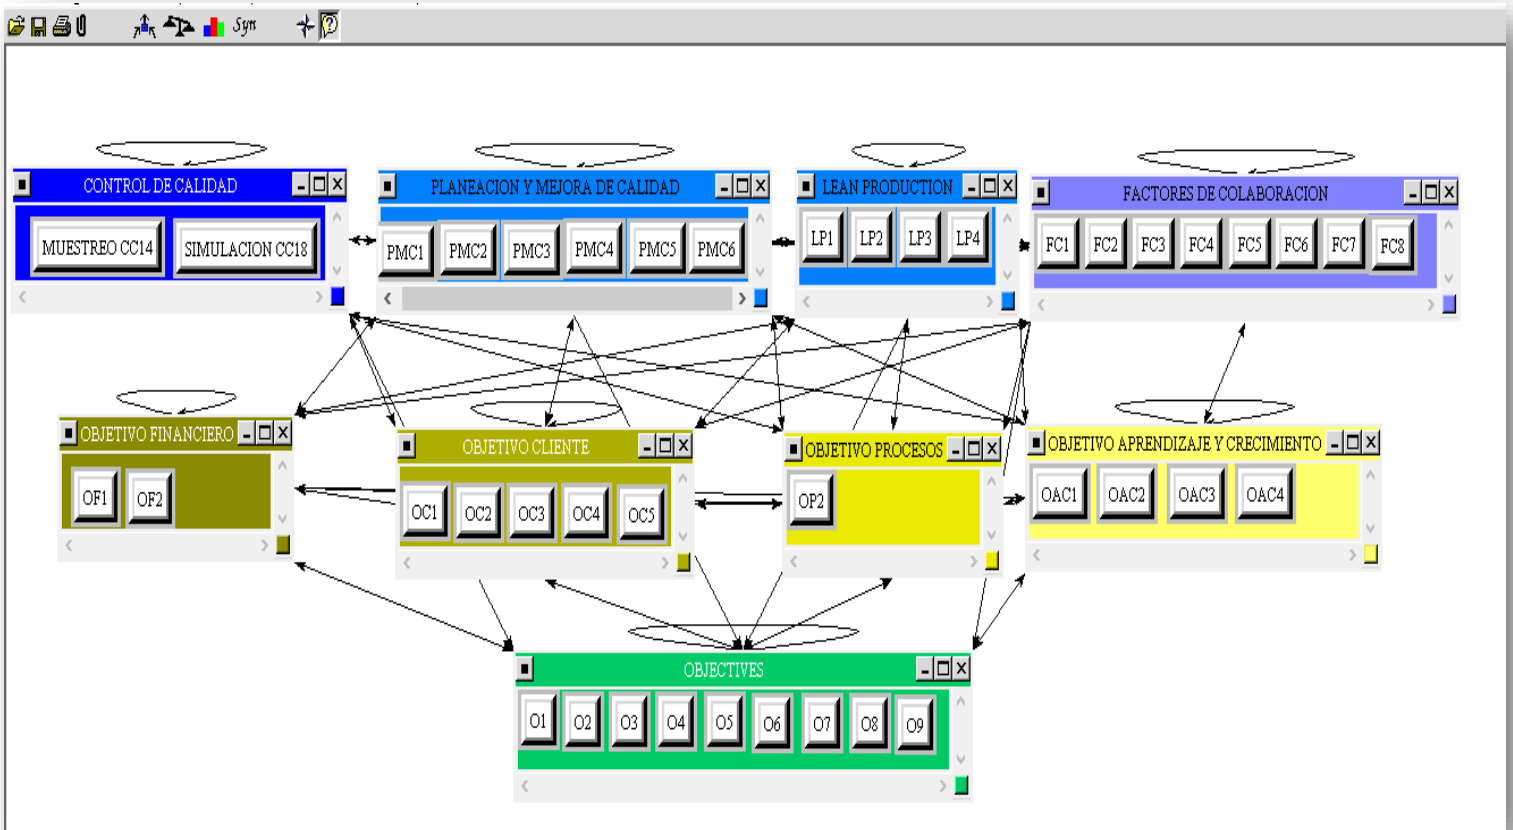 Syn
CONTROL DE CALIDAD
MUESTREO CC14
SIMULACION CC18
PLANEACION Y MEJORA DE CALIDAD
PMC1
PMC2
PMC3
PMC4
PMC5
PMC6
LEAN PRODUCTION
LP1
LP2
LP3
LP4
FACTORES DE COLABORACION
FC1
FC2
FC3
FC4
FC5
FC6
FC7
FC8
OBJETIVO FINANCIERO
OF1
OF2
OBJETIVO CLIENTE
OC1
OC2
OC3
OC4
OC5
OBJETIVO PROCESOS
OP2
OBJETIVO APRENDIZAJE Y CRECIMIENTO
OAC1
OAC2
OAC3
OAC4
OBJECTIVES
O1
O2
O3
O4
O5
O6
O7
O8
O9